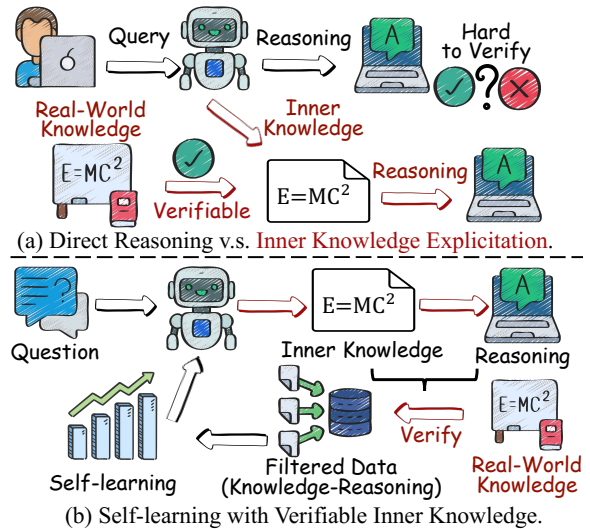 Query
Reasoning
Hard
to Verify
A
?
Real-World
Knowledge
Inner
Knowledge
E=MC²
Verifiable
E=MC²
Reasoning
A
(a) Direct Reasoning v.s. Inner Knowledge Explicitation.
?
Question
E=MC²
Inner Knowledge
A
Reasoning
Self-learning
Filtered Data
(Knowledge-Reasoning)
Verify
E=MC²
Real-World
Knowledge
(b) Self-learning with Verifiable Inner Knowledge.